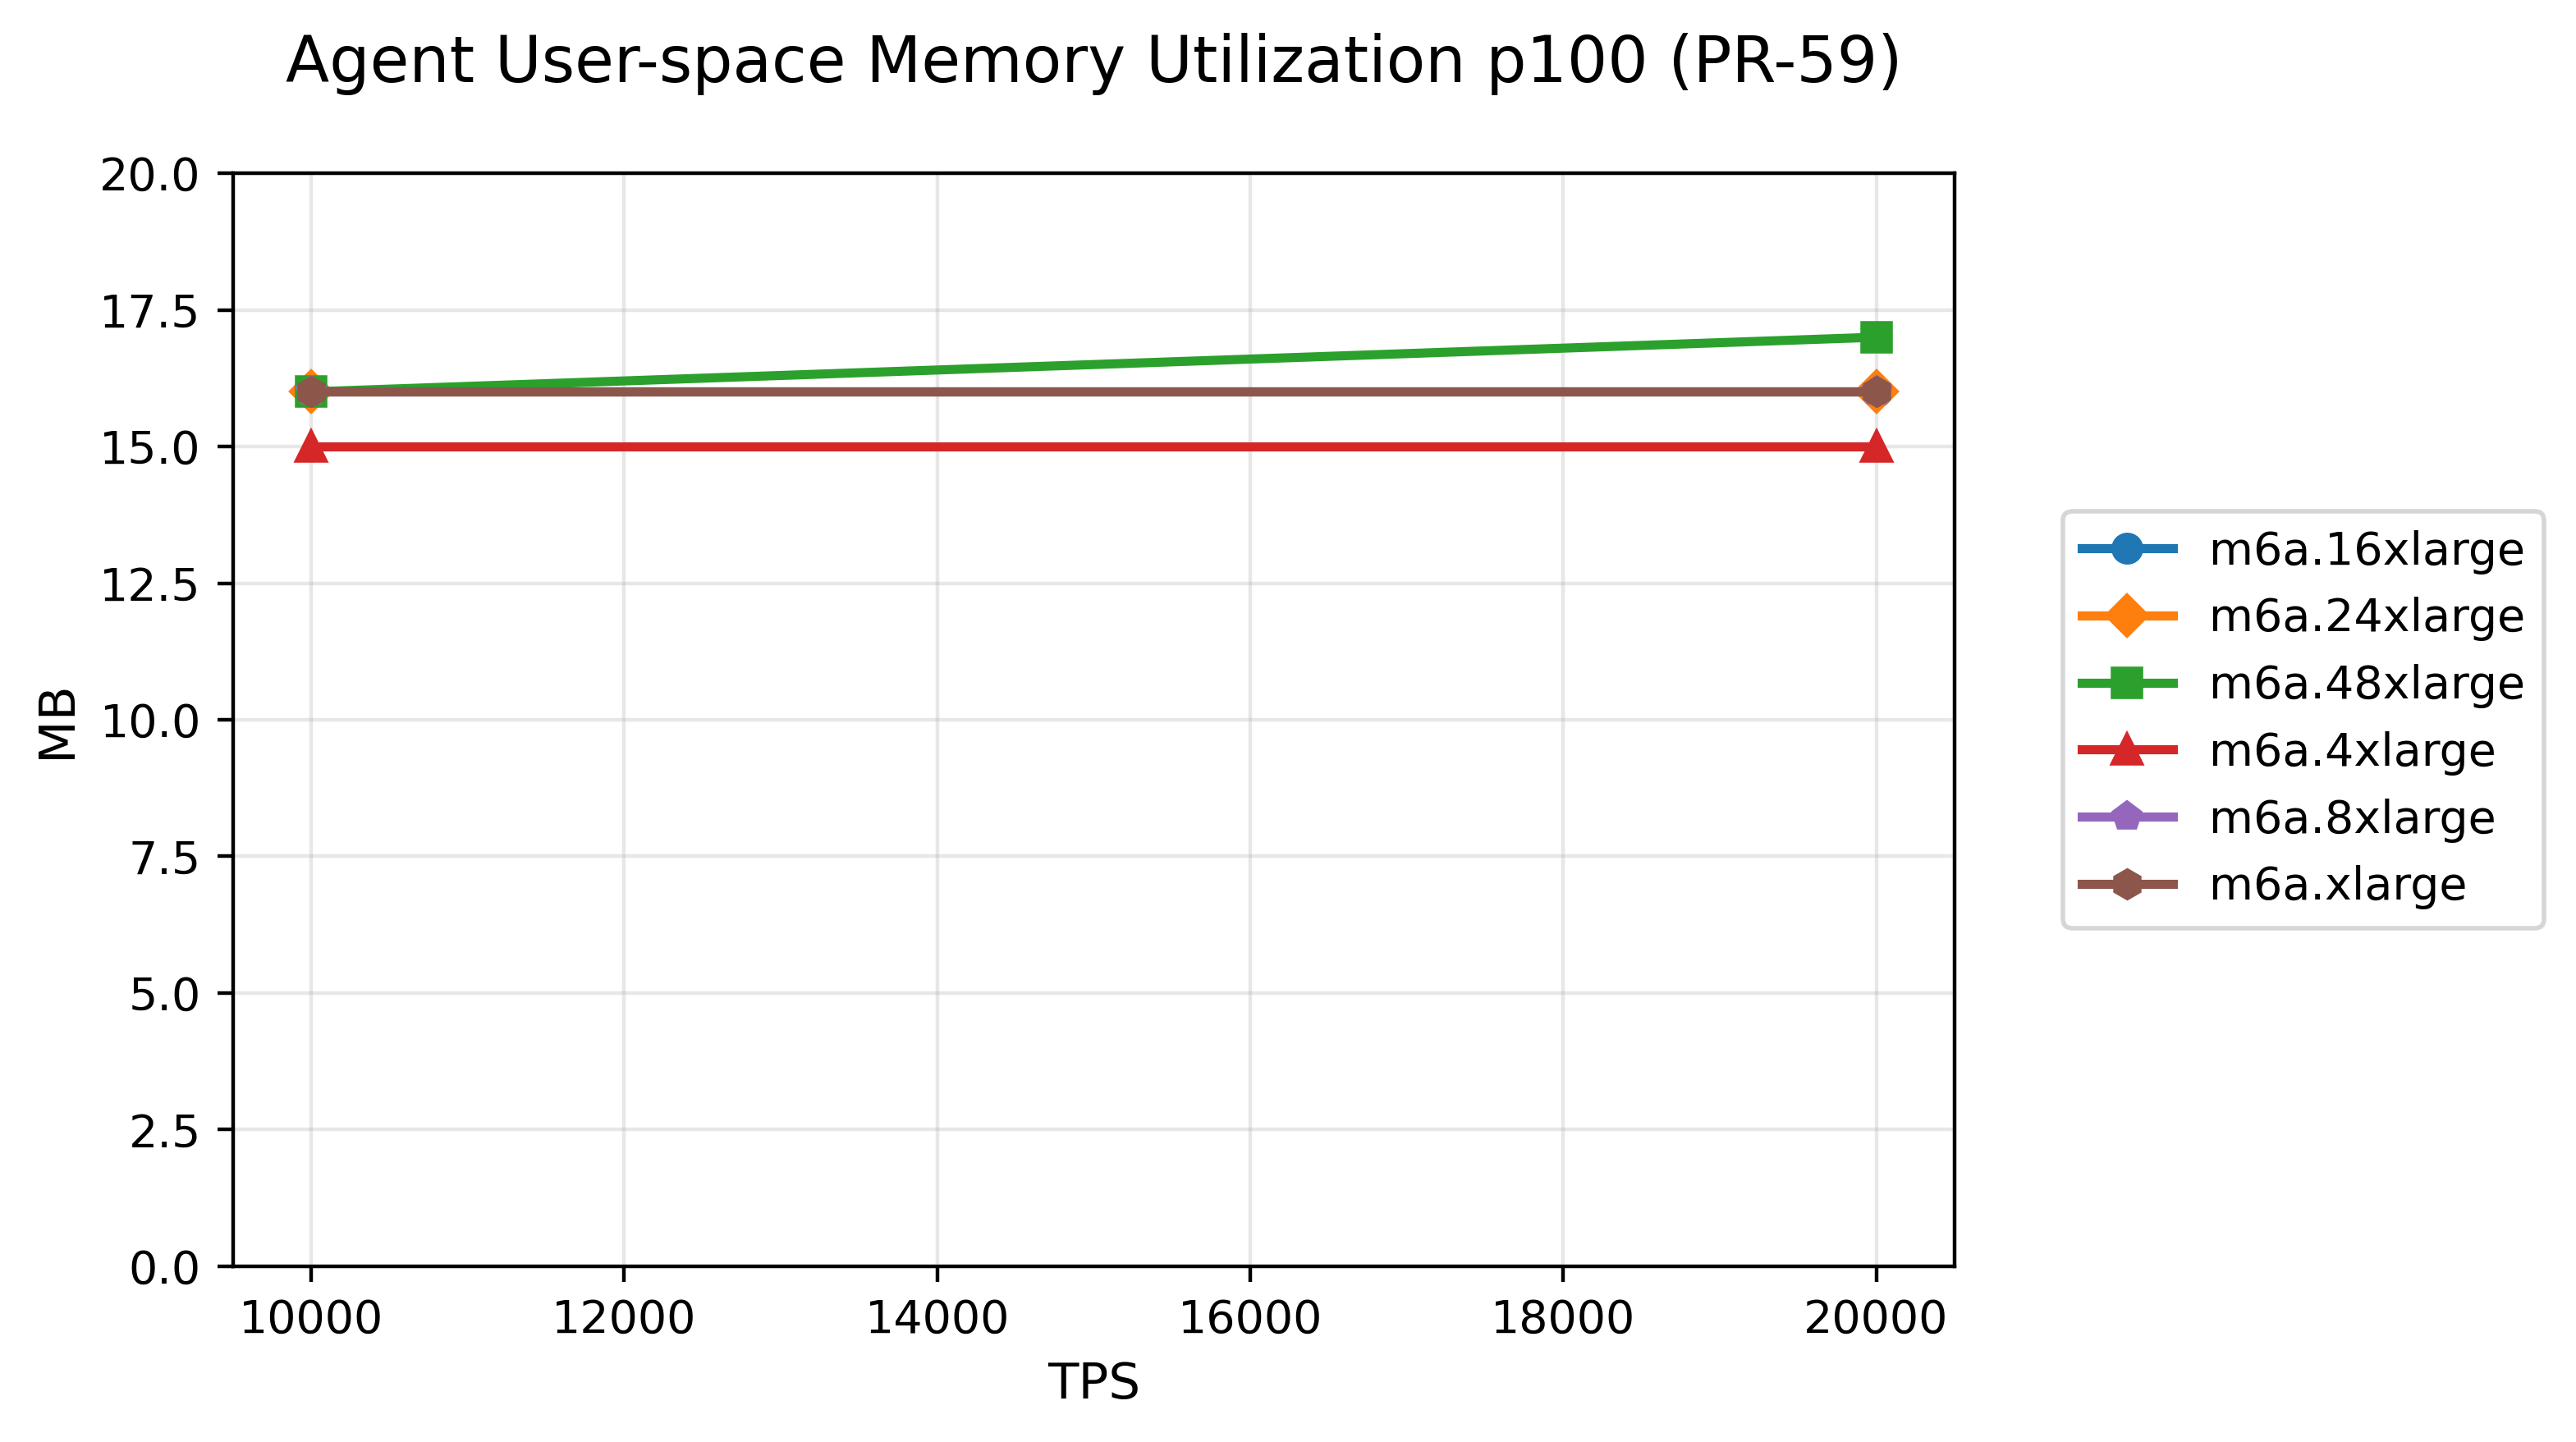 Agent User-space Memory Utilization p100 (PR-59)
20.0
17.5
15.0
12.5
10.0
7.5
5.0
2.5
0.0
MB
10000 12000 14000 16000 18000 20000
TPS
m6a.16xlarge
m6a.24xlarge
m6a.48xlarge
m6a.4xlarge
m6a.8xlarge
m6a.xlarge